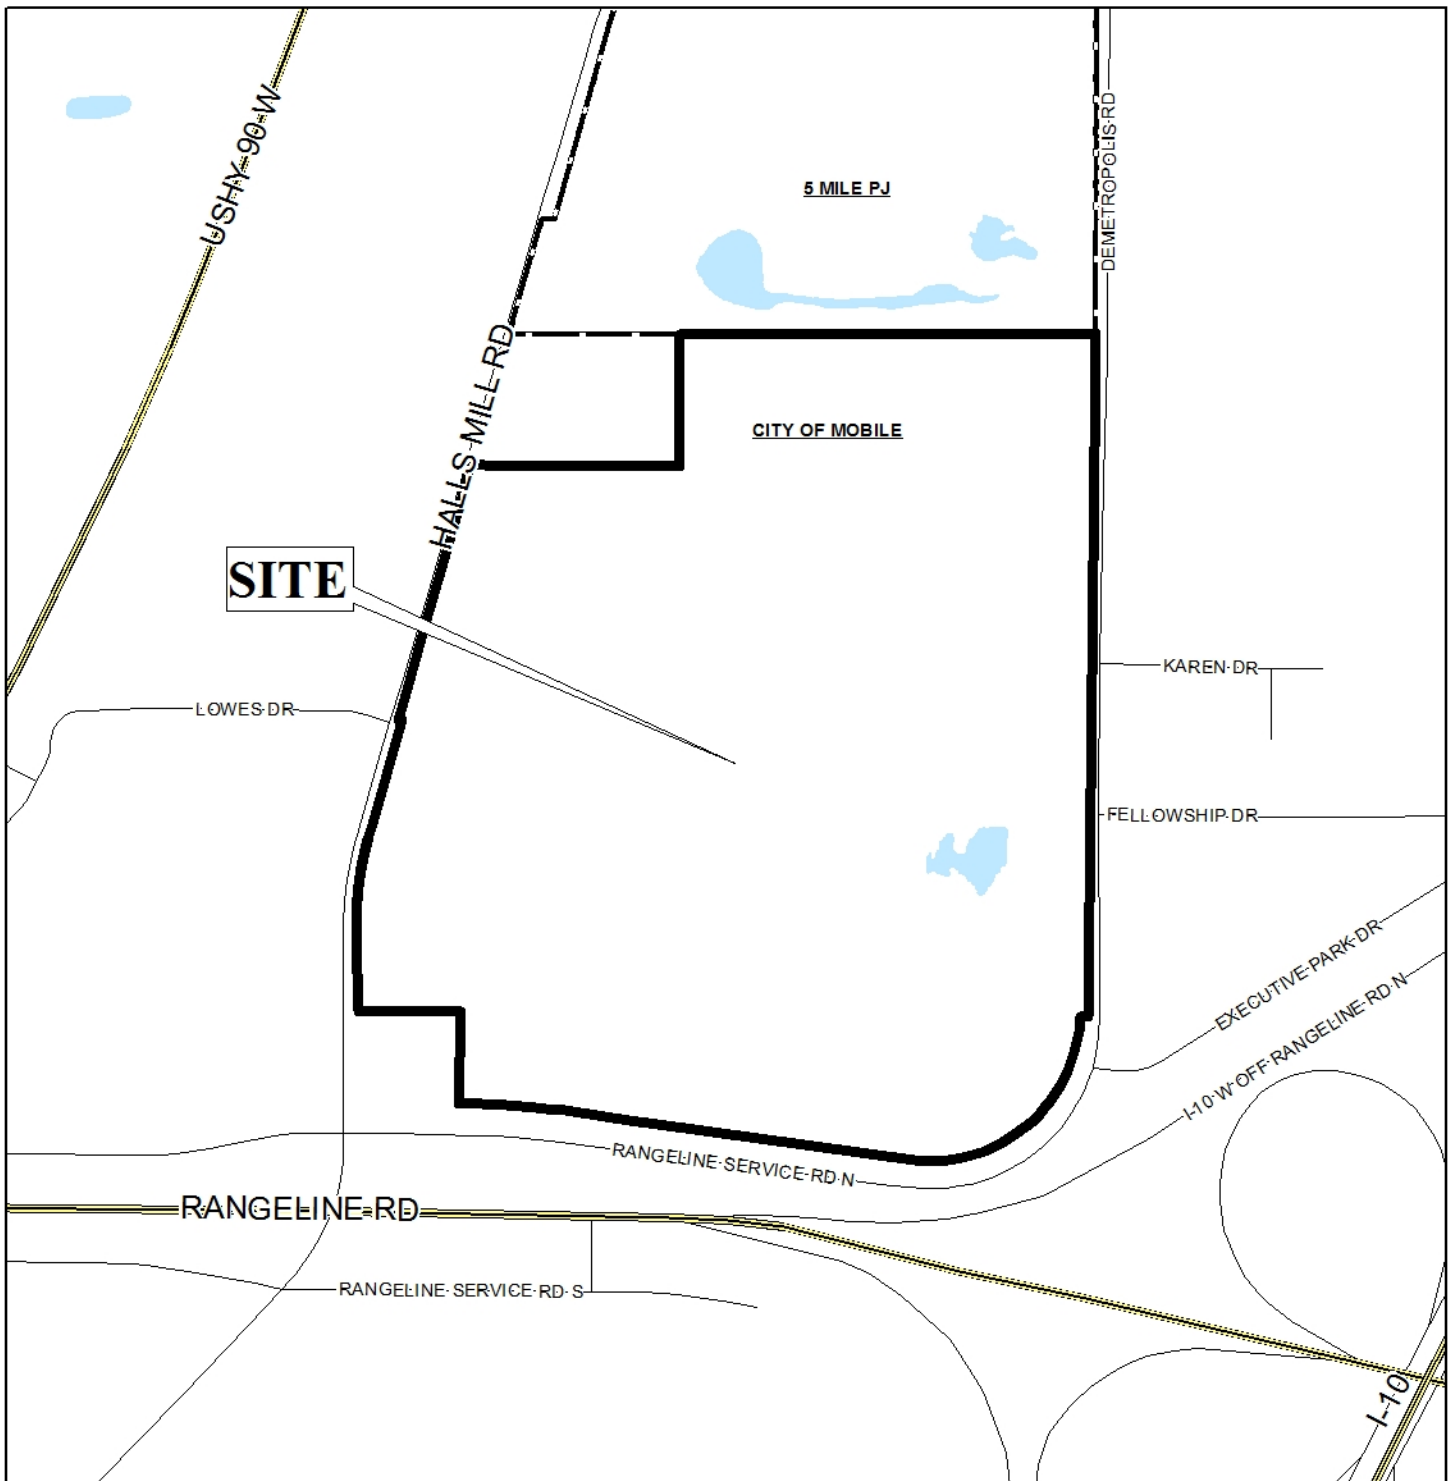 USHY 90 W
DEMETROPOLIS RD
5 MILE PJ
HALLS MILL RD
CITY OF MOBILE
SITE
KAREN DR
LOWES DR
FELLOWSHIP DR
EXECUTIVE PARK DR
I-10 W OFF RANGELINE RD N
RANGELINE SERVICE RD N
RANGELINE RD
RANGELINE SERVICE RD S
I-10